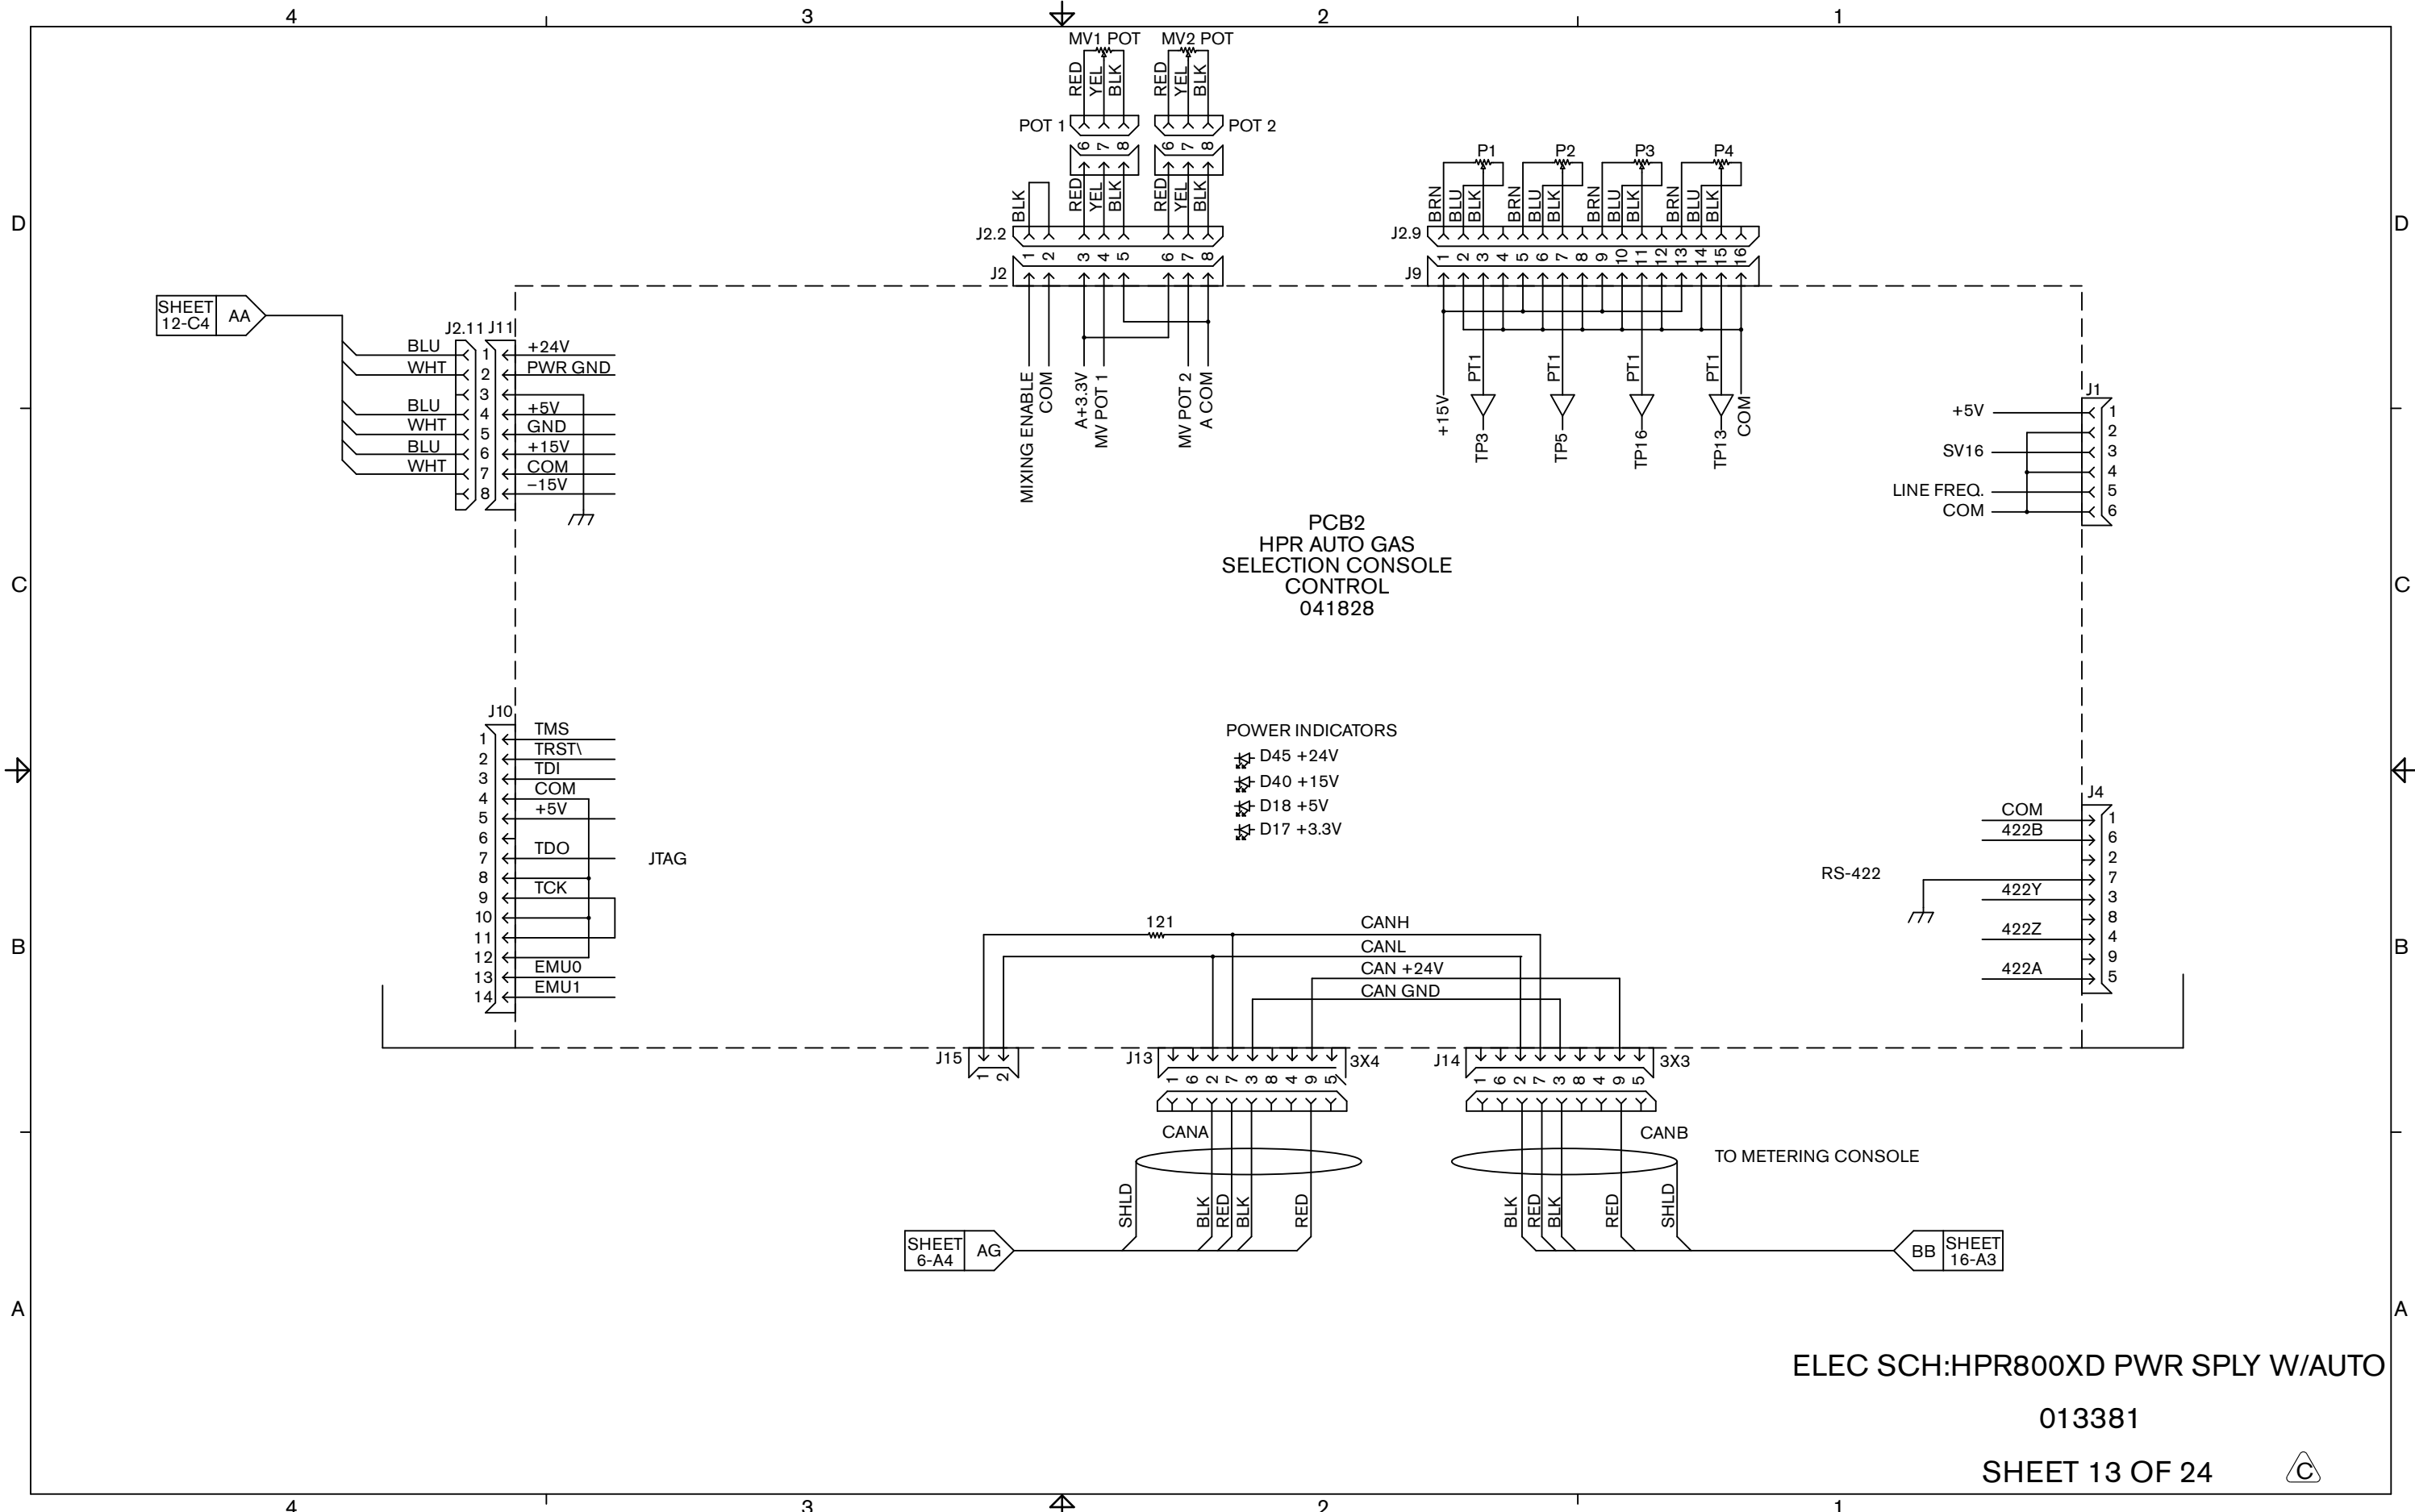 4 3 2 1
MV1 POT MV2 POT
RED YEL BLK RED YEL BLK
POT 1 POT 2
6 7 8 6 7 8
P1 P2 P3 P4
BLK RED YEL BLK RED YEL BLK
BRN BLU BLK BRN BLU BLK BRN BLU BLK BRN BLU BLK
D D
J2.2 J2.9
1 2 3 4 5 6 7 8
1 2 3 4 5 6 7 8 9 10 11 12 13 14 15 16
J2 J9
SHEET
12-C4
AA
J2.11 J11
BLU 1 +24V
WHT 2 PWR GND
3
BLU 4 +5V
WHT 5 GND
BLU 6 +15V
WHT 7 COM
8 –15V
MIXING ENABLE
COM
A+3.3V
MV POT 1
MV POT 2
A COM
+15V
PT1 PT1 PT1 PT1
TP3 TP5 TP16 TP13
COM
J1
+5V 1
2
SV16 3
4
LINE FREQ. 5
COM 6
PCB2
HPR AUTO GAS
SELECTION CONSOLE
CONTROL
041828
C C
J10
1 TMS
2 TRST\
3 TDI
4 COM
5 +5V
6
7 TDO
8
9 TCK
10
11
12
13 EMU0
14 EMU1
JTAG
POWER INDICATORS
D45 +24V
D40 +15V
D18 +5V
D17 +3.3V
J4
COM 1
422B 6
2
RS-422 7
422Y 3
8
422Z 4
9
422A 5
B B
121 CANH
CANL
CAN +24V
CAN GND
J15 J13 3X4 J14 3X3
1 2
1 6 2 7 3 8 4 9 5
1 6 2 7 3 8 4 9 5
CANA CANB
TO METERING CONSOLE
SHLD BLK RED BLK RED
BLK RED BLK RED SHLD
SHEET
6-A4
AG
BB
SHEET
16-A3
A A
ELEC SCH:HPR800XD PWR SPLY W/AUTO
013381
SHEET 13 OF 24 C
4 3 2 1